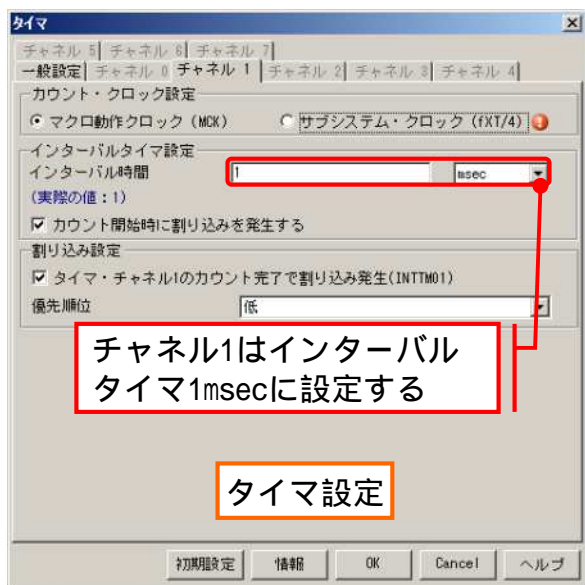 タイマ
チャネル 5 チャネル 6 チャネル 7
一般設定 チャネル 0 チャネル 1 チャネル 2 チャネル 3 チャネル 4
カウント・クロック設定
マクロ動作クロック (MCK) サブシステム・クロック (fXT/4)
インターバルタイマ設定
インターバル時間 1 msec
(実際の値：1)
カウント開始時に割り込みを発生する
割り込み設定
タイマ・チャネル1のカウント完了で割り込み発生(INTTM01)
優先順位 低
チャネル1はインターバル
タイマ1msecに設定する
タイマ設定
初期設定 情報 OK Cancel ヘルプ